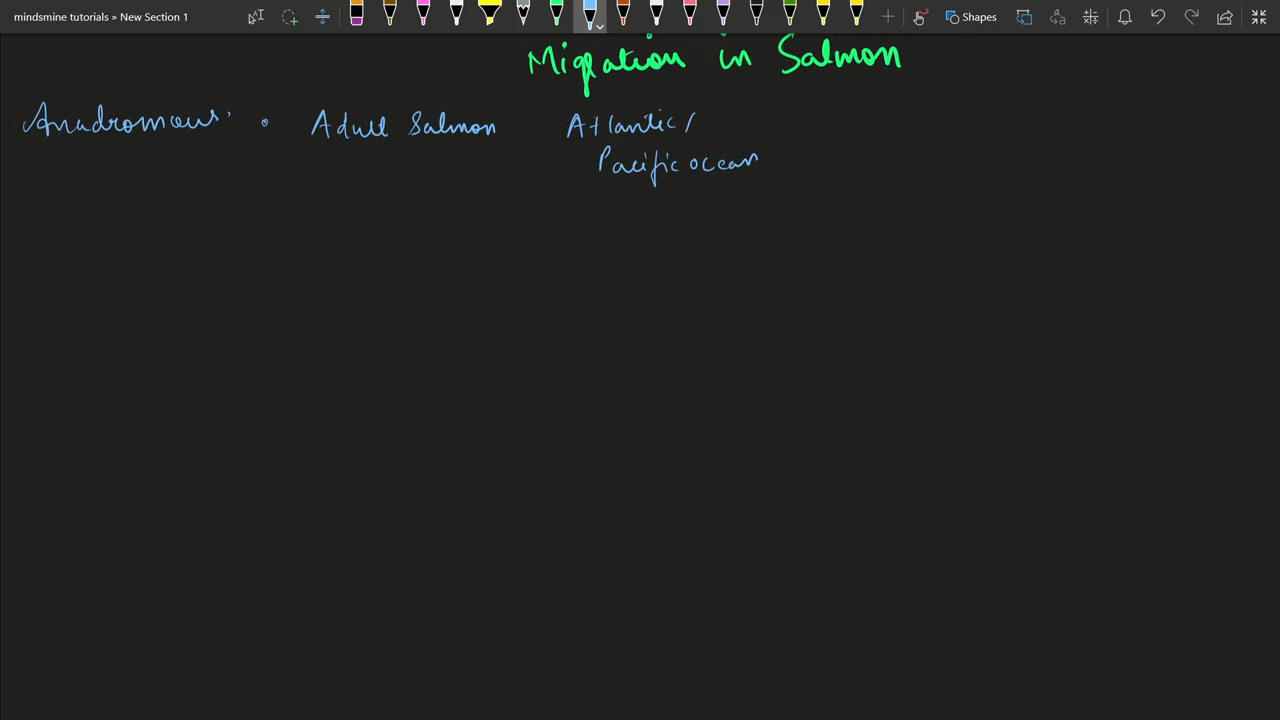 mindsmine tutorials » New Section 1
Shapes
Migration in Salmon
Anadromous: • Adult Salmon Atlantic/
Pacific ocean